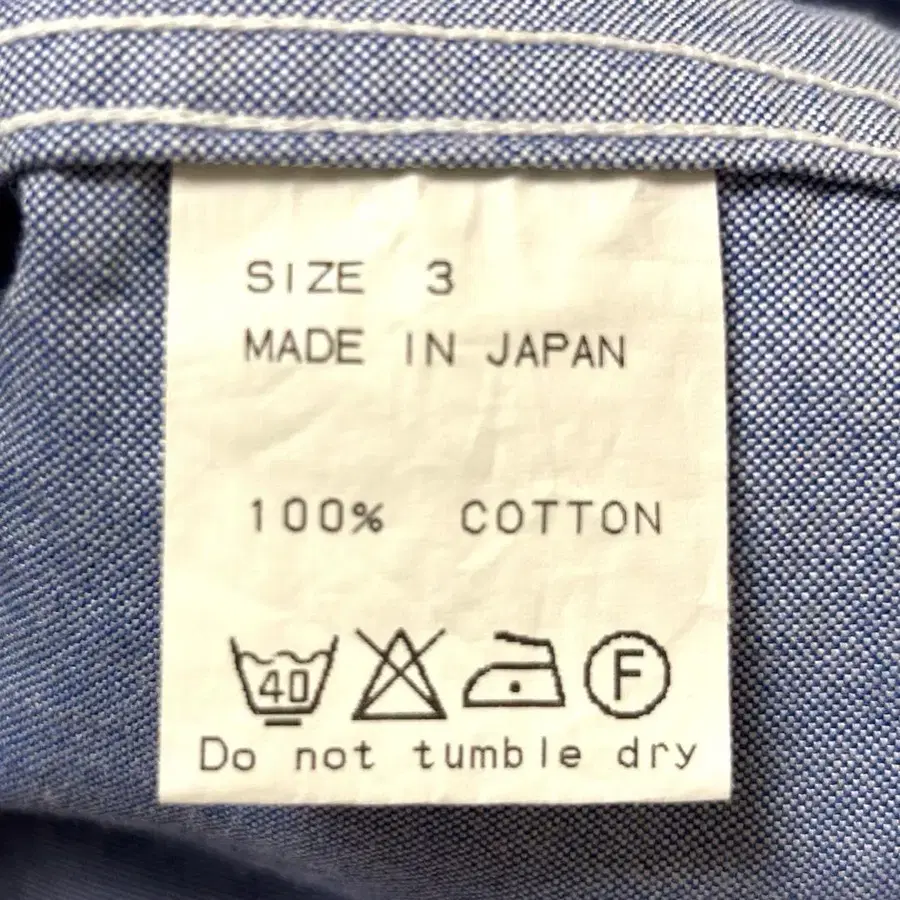 SIZE 3
MADE IN JAPAN
100% COTTON
40 F
Do not tumble dry